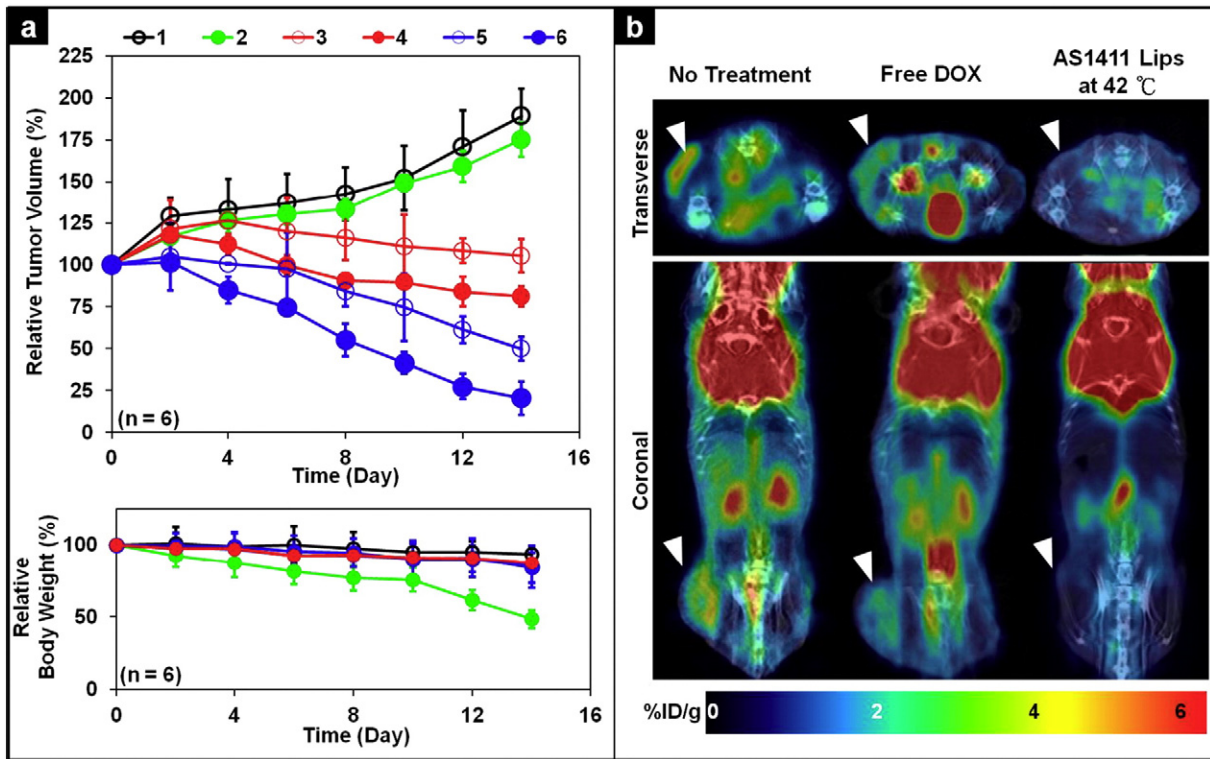 a
1 2 3 4 5 6
Relative Tumor Volume (%)
225
200
175
150
125
100
75
50
25
0
(n = 6)
0 4 8 12 16
Time (Day)
Relative
Body Weight (%)
100
50
0
(n = 6)
0 4 8 12 16
Time (Day)
b
No Treatment Free DOX AS1411 Lips
at 42 ℃
Transverse
Coronal
%ID/g 0 2 4 6